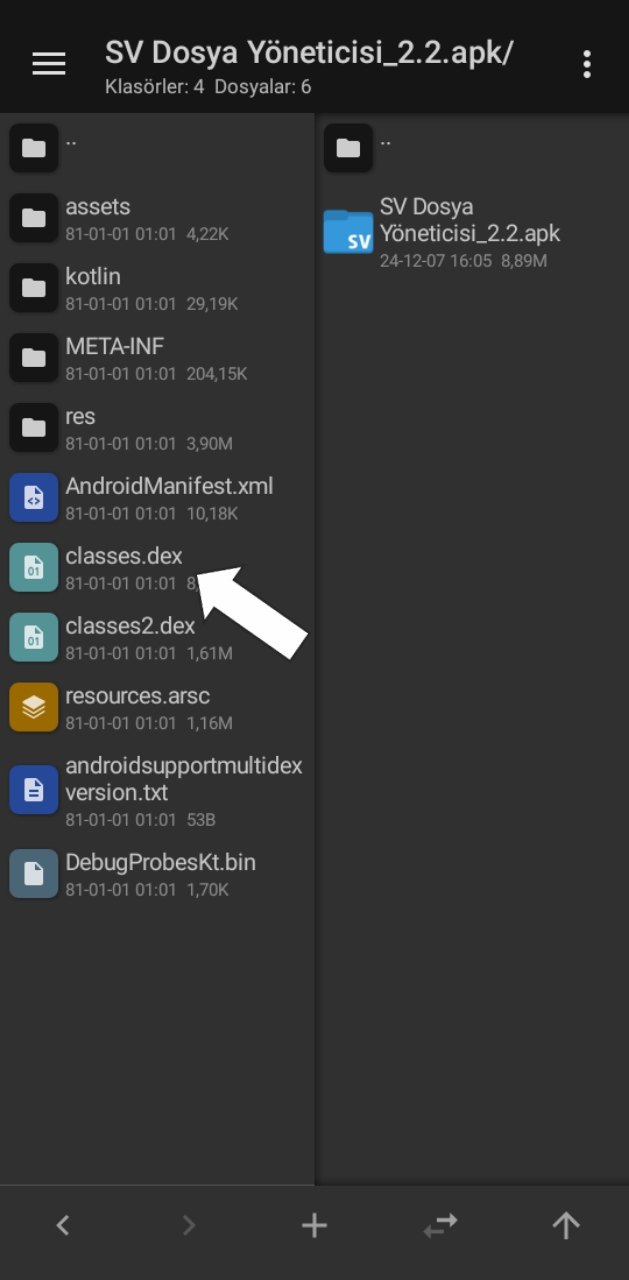 SV Dosya Yöneticisi_2.2.apk/
Klasörler: 4 Dosyalar: 6
..
assets
81-01-01 01:01 4,22K
kotlin
81-01-01 01:01 29,19K
META-INF
81-01-01 01:01 204,15K
res
81-01-01 01:01 3,90M
AndroidManifest.xml
81-01-01 01:01 10,18K
classes.dex
81-01-01 01:01
classes2.dex
81-01-01 01:01 1,61M
resources.arsc
81-01-01 01:01 1,16M
androidsupportmultidex
version.txt
81-01-01 01:01 53B
DebugProbesKt.bin
81-01-01 01:01 1,70K
..
SV
SV Dosya
Yöneticisi_2.2.apk
24-12-07 16:05 8,89M